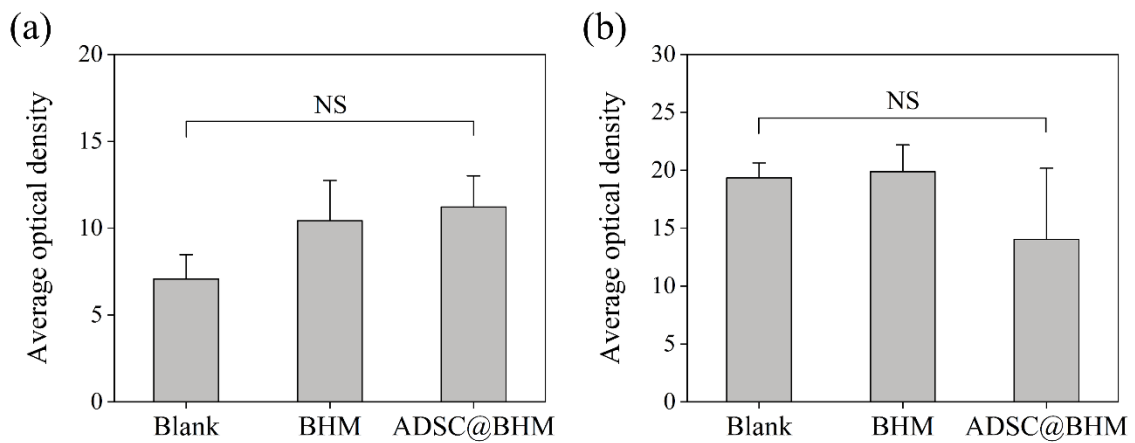 (a)
Average optical density
20
15
10
5
0
NS
Blank
BHM
ADSC@BHM
(b)
Average optical density
30
25
20
15
10
5
0
NS
Blank
BHM
ADSC@BHM